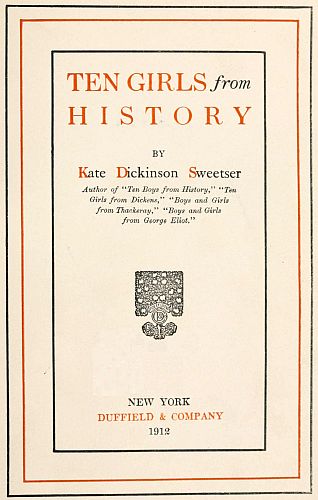 TEN GIRLS from
HISTORY
BY
Kate Dickinson Sweetser
Author of "Ten Boys from History," "Ten
Girls from Dickens," "Boys and Girls
from Thackeray," "Boys and Girls
from George Eliot."
NEW YORK
DUFFIELD & COMPANY
1912